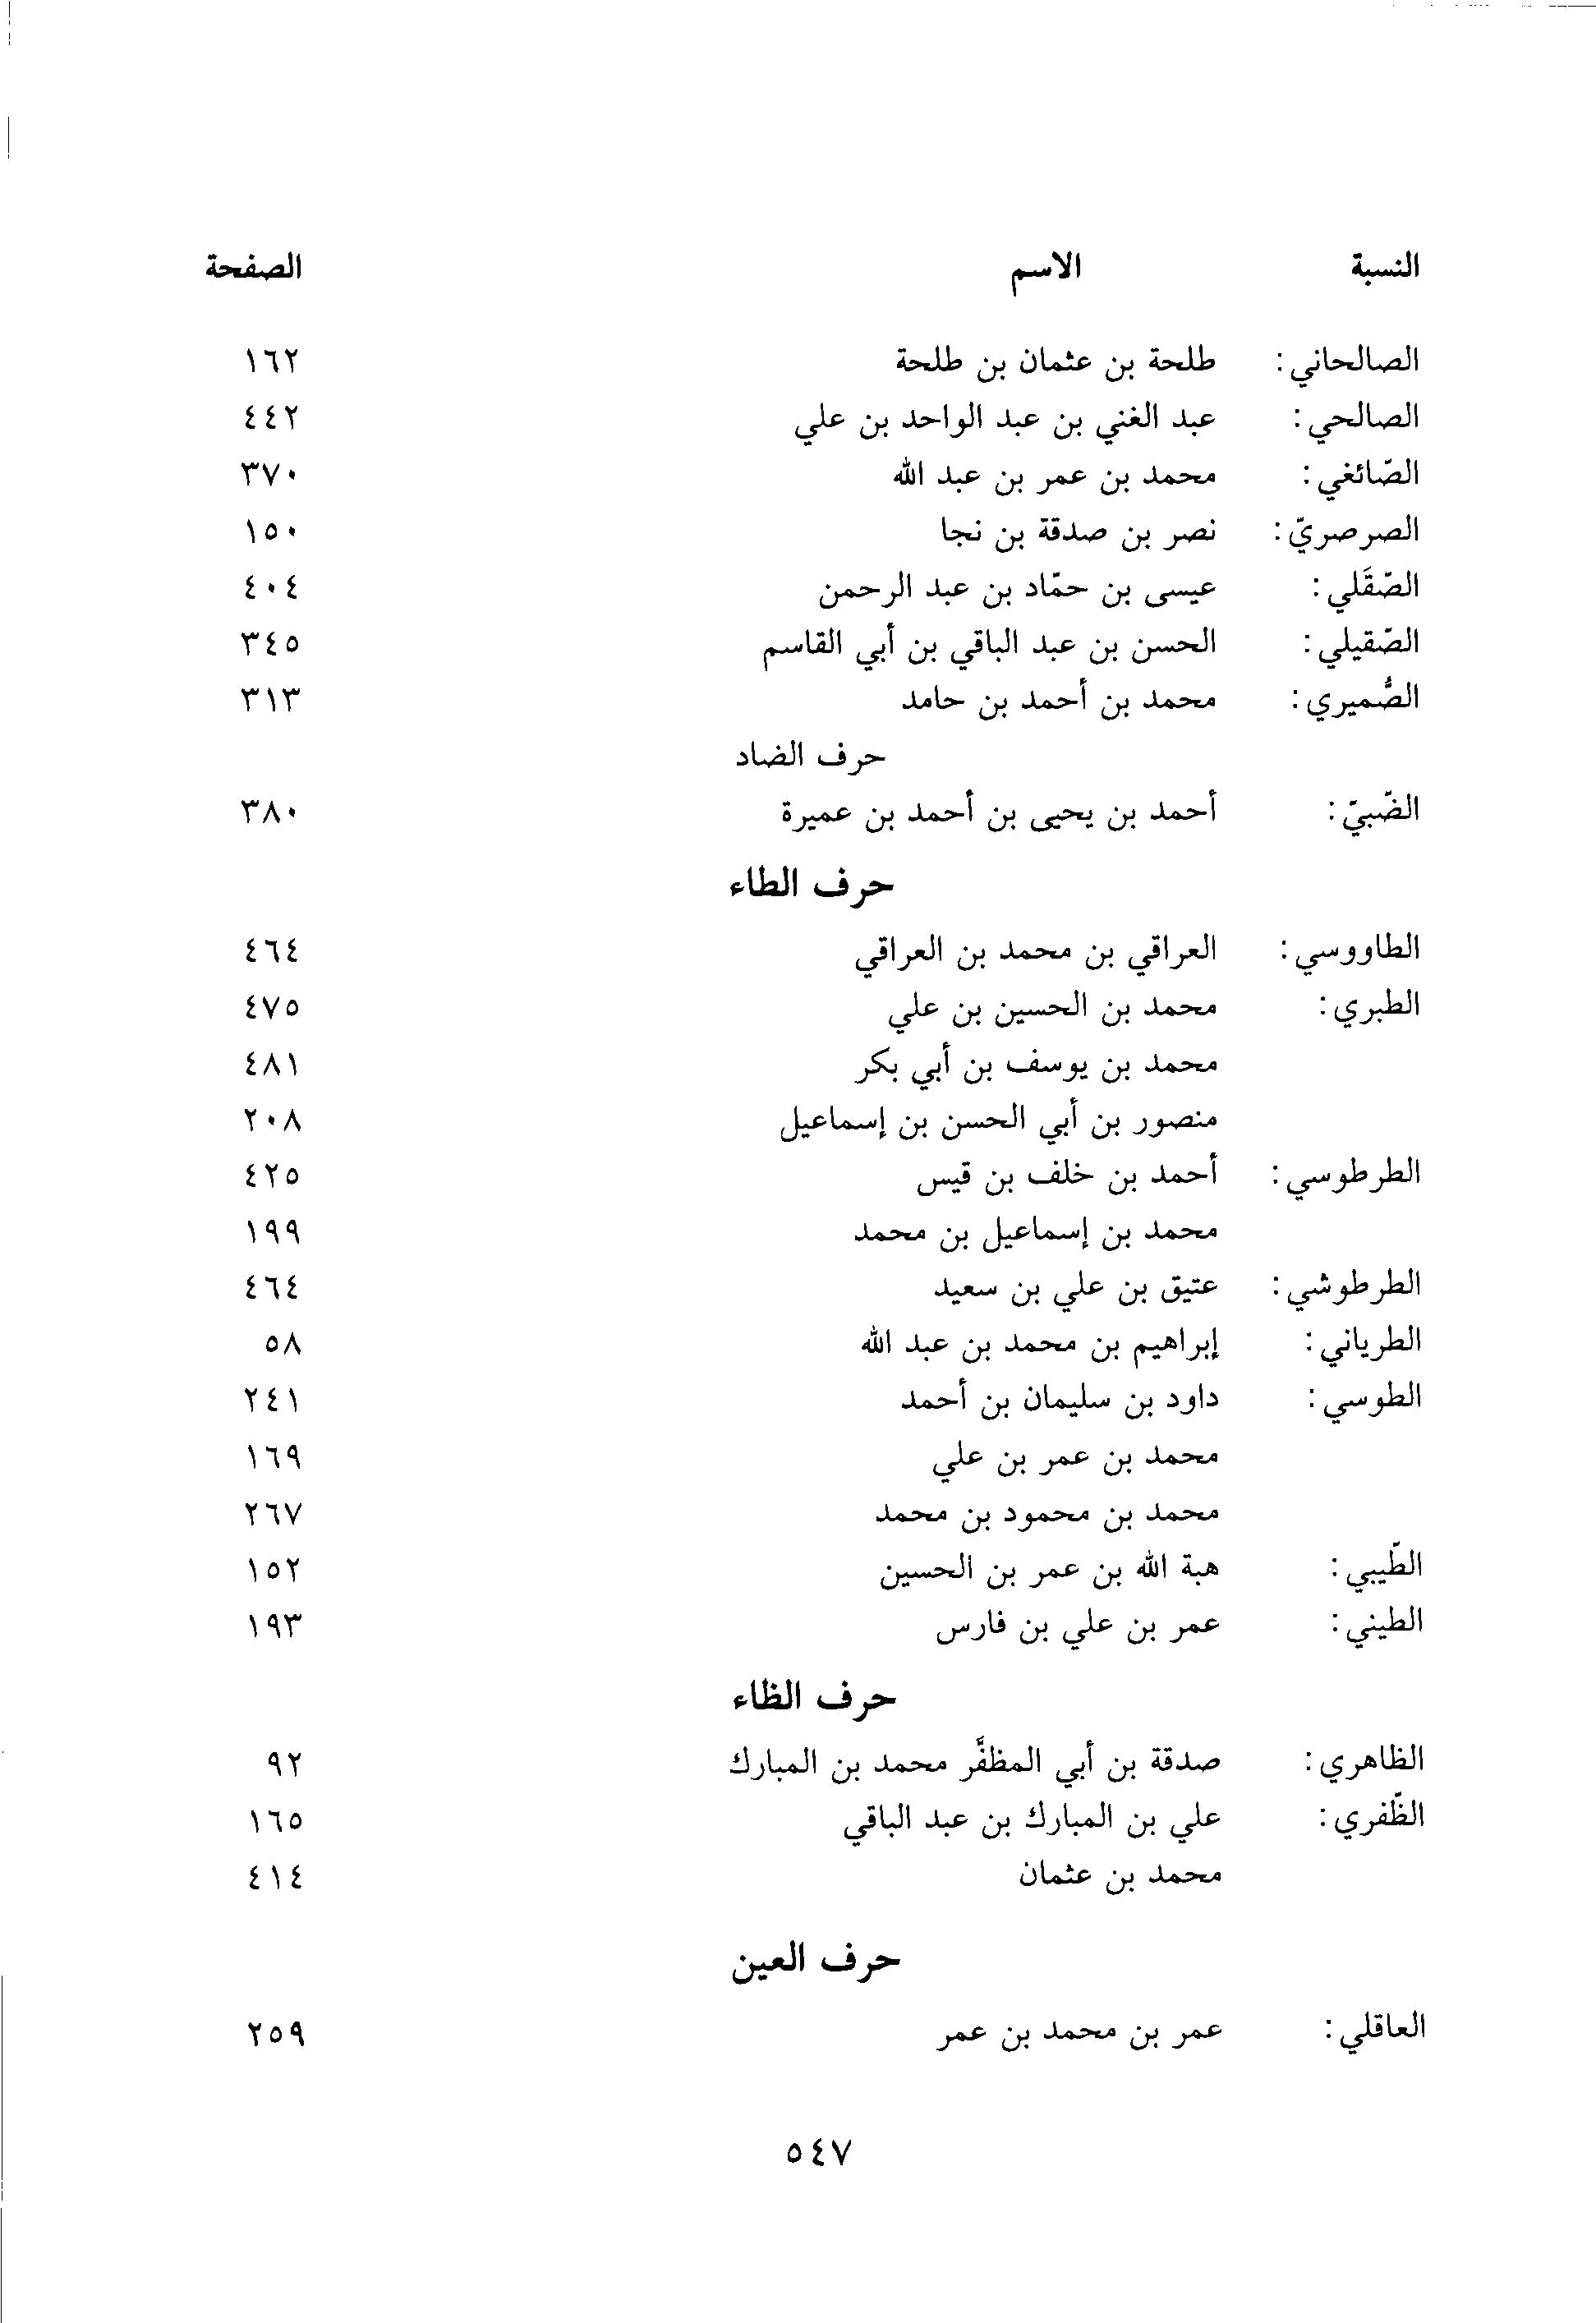 النسبة الاسم الصفحة
الصالحاني: طلحة بن عثمان بن طلحة ١٦٢
الصالحي: عبد الغني بن عبد الواحد بن علي ٤٤٢
الصّائغي: محمد بن عمر بن عبد الله ٣٧٠
الصرصريّ: نصر بن صدقة بن نجا ١٥٠
الصّقَلي: عيسى بن حمّاد بن عبد الرحمن ٤٠٤
الصّقيلي: الحسن بن عبد الباقي بن أبي القاسم ٣٤٥
الصُّميري: محمد بن أحمد بن حامد ٣١٣
حرف الضاد
الضّبيّ: أحمد بن يحيى بن أحمد بن عميرة ٣٨٠
حرف الطاء
الطاووسي: العراقي بن محمد بن العراقي ٤٦٤
الطبري: محمد بن الحسين بن علي ٤٧٥
محمد بن يوسف بن أبي بكر ٤٨١
منصور بن أبي الحسن بن إسماعيل ٢٠٨
الطرطوسي: أحمد بن خلف بن قيس ٤٢٥
محمد بن إسماعيل بن محمد ١٩٩
الطرطوشي: عتيق بن علي بن سعيد ٤٦٤
الطرياني: إبراهيم بن محمد بن عبد الله ٥٨
الطوسي: داود بن سليمان بن أحمد ٢٤١
محمد بن عمر بن علي ١٦٩
محمد بن محمود بن محمد ٢٦٧
الطّيبي: هبة الله بن عمر بن الحسين ١٥٢
الطيني: عمر بن علي بن فارس ١٩٣
حرف الظاء
الظاهري: صدقة بن أبي المظفَّر محمد بن المبارك ٩٢
الظّفري: علي بن المبارك بن عبد الباقي ١٦٥
محمد بن عثمان ٤١٤
حرف العين
العاقلي: عمر بن محمد بن عمر ٢٥٩
٥٤٧